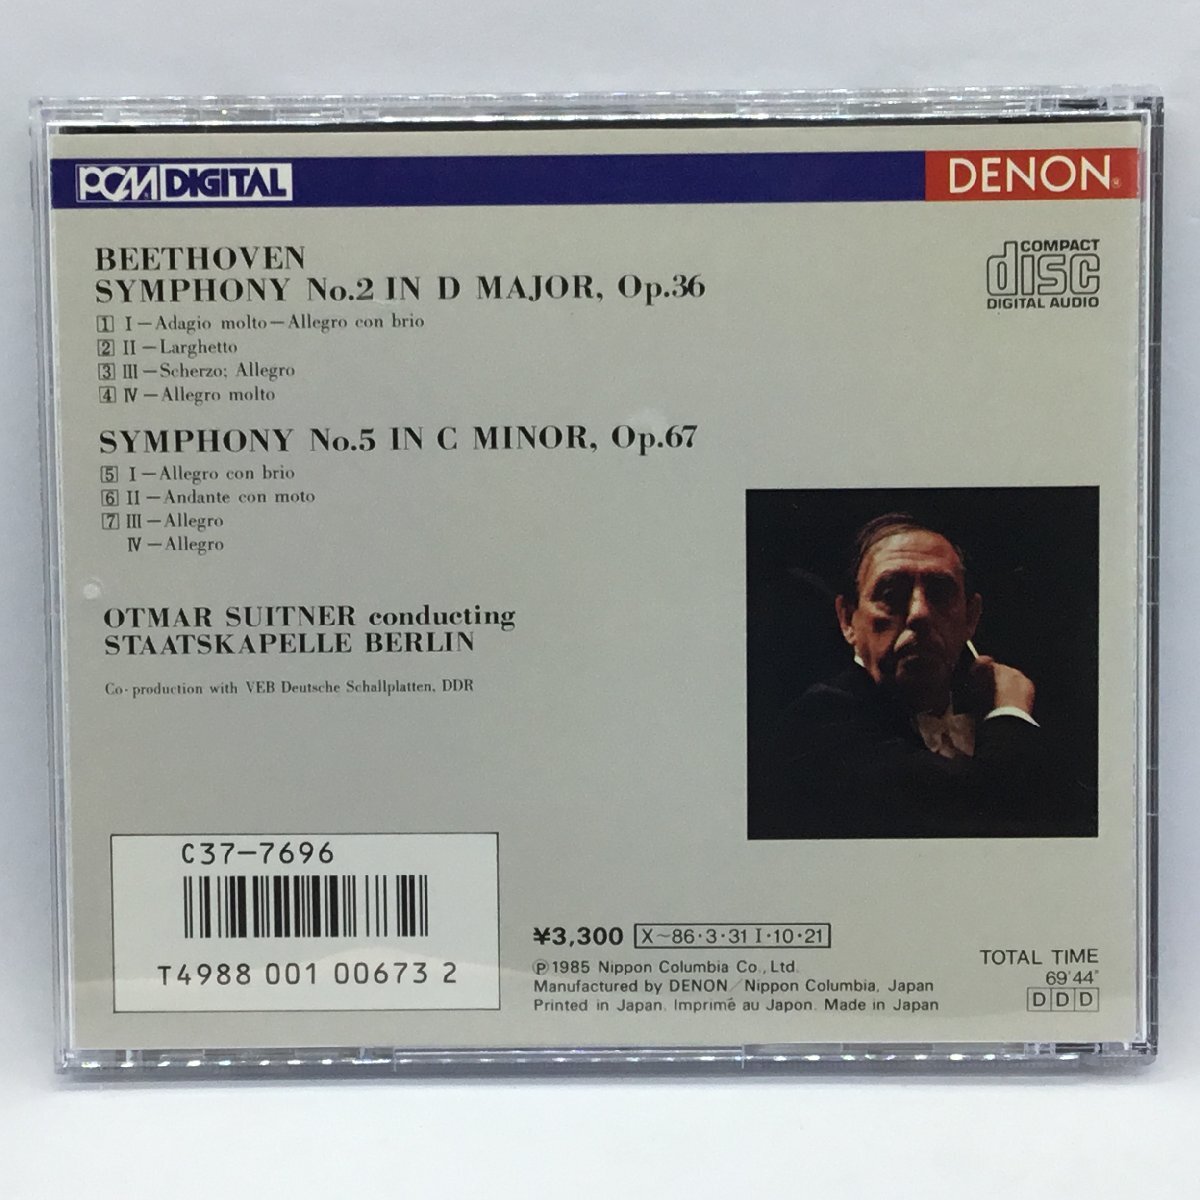 PCM DIGITAL
DENON®
COMPACT
disc
DIGITAL AUDIO
BEETHOVEN
SYMPHONY No.2 IN D MAJOR, Op.36
1 I—Adagio molto—Allegro con brio
2 II—Larghetto
3 III—Scherzo; Allegro
4 IV—Allegro molto
SYMPHONY No.5 IN C MINOR, Op.67
5 I—Allegro con brio
6 II—Andante con moto
7 III—Allegro
IV—Allegro
OTMAR SUITNER conducting
STAATSKAPELLE BERLIN
Co-production with VEB Deutsche Schallplatten, DDR
C37-7696
T4988 001 00673 2
¥3,300 X~86·3·31 I·10·21
Ⓟ1985 Nippon Columbia Co., Ltd.
Manufactured by DENON/Nippon Columbia, Japan
Printed in Japan. Imprimé au Japon. Made in Japan
TOTAL TIME
69'44"
DDD